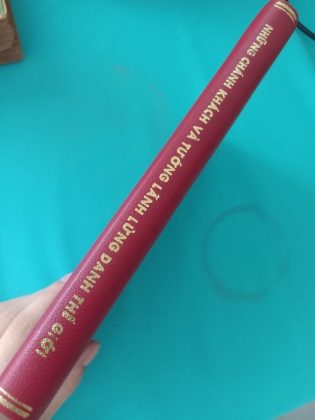 NHỮNG CHÁNH KHÁCH VÀ TƯỚNG LÃNH LỪNG DANH THẾ GIỚI